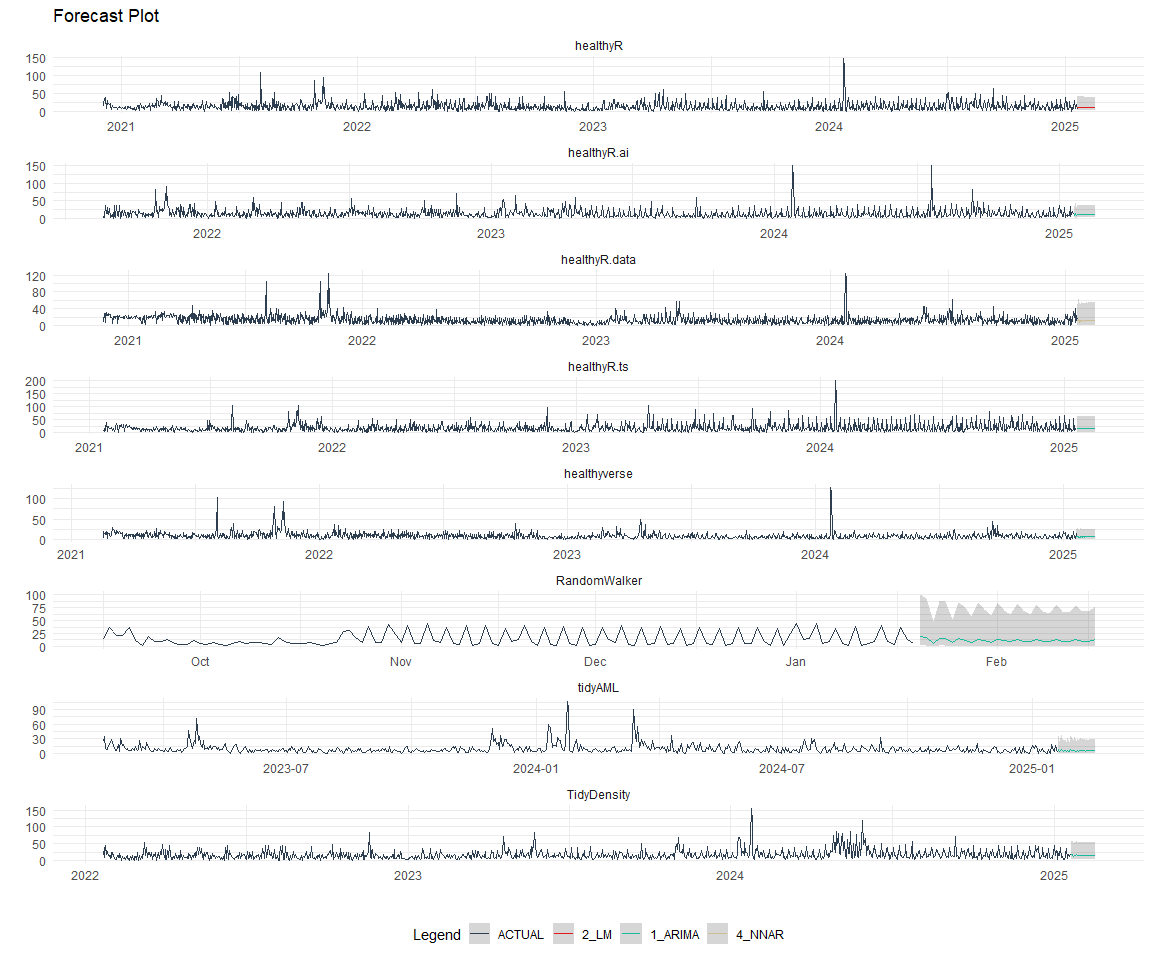 Forecast Plot
healthyR
150
100
50
0
2021 2022 2023 2024 2025
healthyR.ai
150
100
50
0
2022 2023 2024 2025
healthyR.data
120
80
40
0
2021 2022 2023 2024 2025
healthyR.ts
200
150
100
50
0
2021 2022 2023 2024 2025
healthyverse
100
50
0
2021 2022 2023 2024 2025
RandomWalker
100
75
50
25
0
Oct Nov Dec Jan Feb
tidyAML
90
60
30
0
2023-07 2024-01 2024-07 2025-01
TidyDensity
150
100
50
0
2022 2023 2024 2025
Legend ACTUAL 2_LM 1_ARIMA 4_NNAR